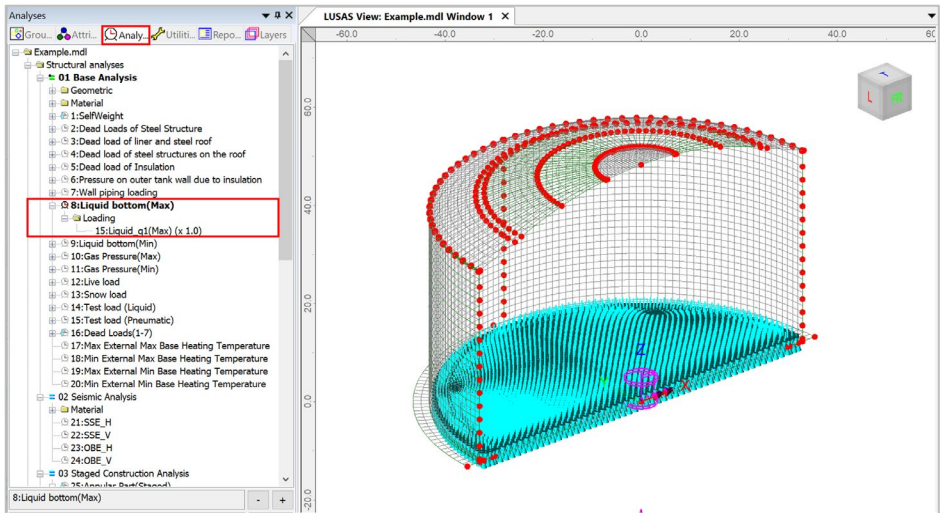 Analyses
LUSAS View: Example.mdl Window 1 X
Grou... Attri... Analy... Utiliti... Repo... Layers
Example.mdl
Structural analyses
01 Base Analysis
Geometric
Material
1:SelfWeight
2:Dead Loads of Steel Structure
3:Dead load of liner and steel roof
4:Dead load of steel structures on the roof
5:Dead load of Insulation
6:Pressure on outer tank wall due to insulation
7:Wall piping loading
8:Liquid bottom(Max)
Loading
15:Liquid_q1(Max) (x 1.0)
9:Liquid bottom(Min)
10:Gas Pressure(Max)
11:Gas Pressure(Min)
12:Live load
13:Snow load
14:Test load (Liquid)
15:Test load (Pneumatic)
16:Dead Loads(1-7)
17:Max External Max Base Heating Temperature
18:Min External Max Base Heating Temperature
19:Max External Min Base Heating Temperature
20:Min External Min Base Heating Temperature
02 Seismic Analysis
Material
21:SSE_H
22:SSE_V
23:OBE_H
24:OBE_V
03 Staged Construction Analysis
25:Annular Part(Staged)
8:Liquid bottom(Max)
- +
-60.0 -40.0 -20.0 0.0 20.0 40.0 60
60.0
40.0
20.0
0.0
-20.0
L
Z
Y
X